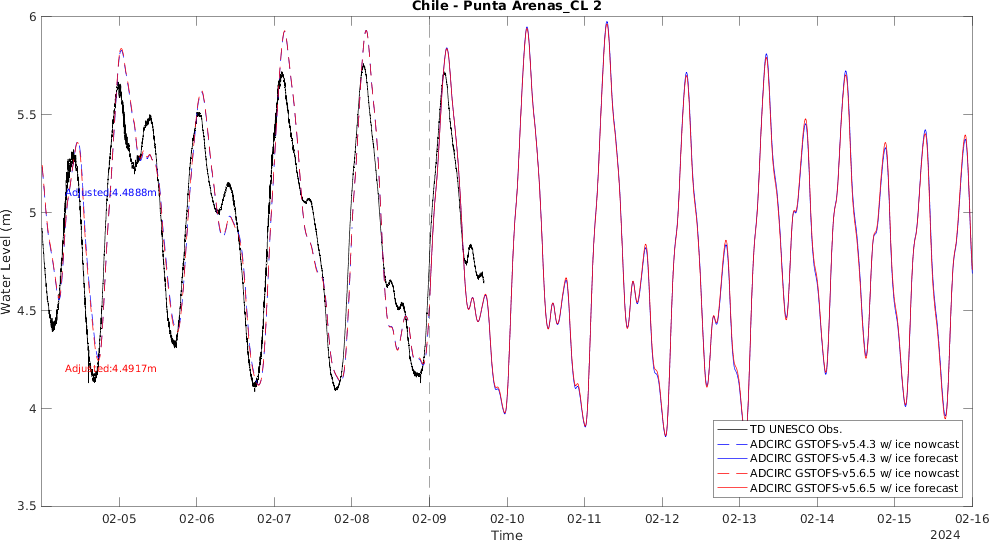 Chile - Punta Arenas_CL 2
6
5.5
5
4.5
4
3.5
Water Level (m)
Adjusted:4.4888m
Adjusted:4.4917m
TD UNESCO Obs.
ADCIRC GSTOFS-v5.4.3 w/ ice nowcast
ADCIRC GSTOFS-v5.4.3 w/ ice forecast
ADCIRC GSTOFS-v5.6.5 w/ ice nowcast
ADCIRC GSTOFS-v5.6.5 w/ ice forecast
02-05 02-06 02-07 02-08 02-09 02-10 02-11 02-12 02-13 02-14 02-15 02-16
Time
2024